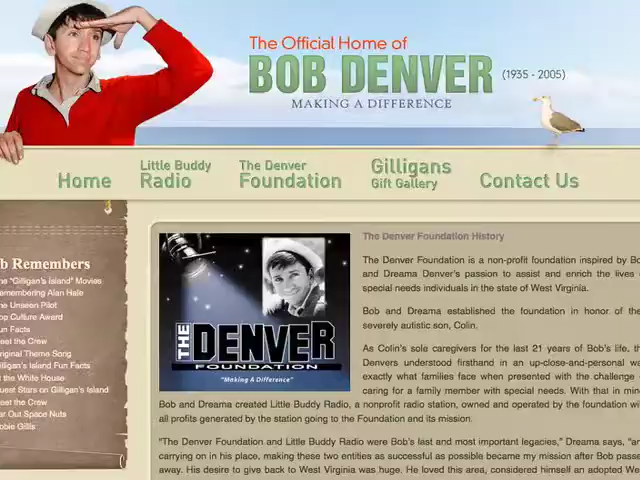 The Official Home of
BOB DENVER (1935 - 2005)
MAKING A DIFFERENCE
Home
Little Buddy
Radio
The Denver
Foundation
Gilligans
Gift Gallery
Contact Us
b Remembers
he "Gilligan's Island" Movies
emembering Alan Hale
he Unseen Pilot
op Culture Award
un Facts
eet the Crew
riginal Theme Song
illigan's Island Fun Facts
t the White House
uest Stars on Gilligan's Island
eet the Crew
ar Out Space Nuts
obie Gillis
THE DENVER
FOUNDATION
"Making A Difference"
The Denver Foundation History
The Denver Foundation is a non-profit foundation inspired by Bo
and Dreama Denver's passion to assist and enrich the lives
special needs individuals in the state of West Virginia.
Bob and Dreama established the foundation in honor of the
severely autistic son, Colin.
As Colin's sole caregivers for the last 21 years of Bob's life, th
Denvers understood firsthand in an up-close-and-personal wa
exactly what families face when presented with the challenge
caring for a family member with special needs. With that in mind
Bob and Dreama created Little Buddy Radio, a nonprofit radio station, owned and operated by the foundation wi
all profits generated by the station going to the Foundation and its mission.
"The Denver Foundation and Little Buddy Radio were Bob's last and most important legacies," Dreama says, "an
carrying on in his place, making these two entities as successful as possible became my mission after Bob passe
away. His desire to give back to West Virginia was huge. He loved this area, considered himself an adopted We